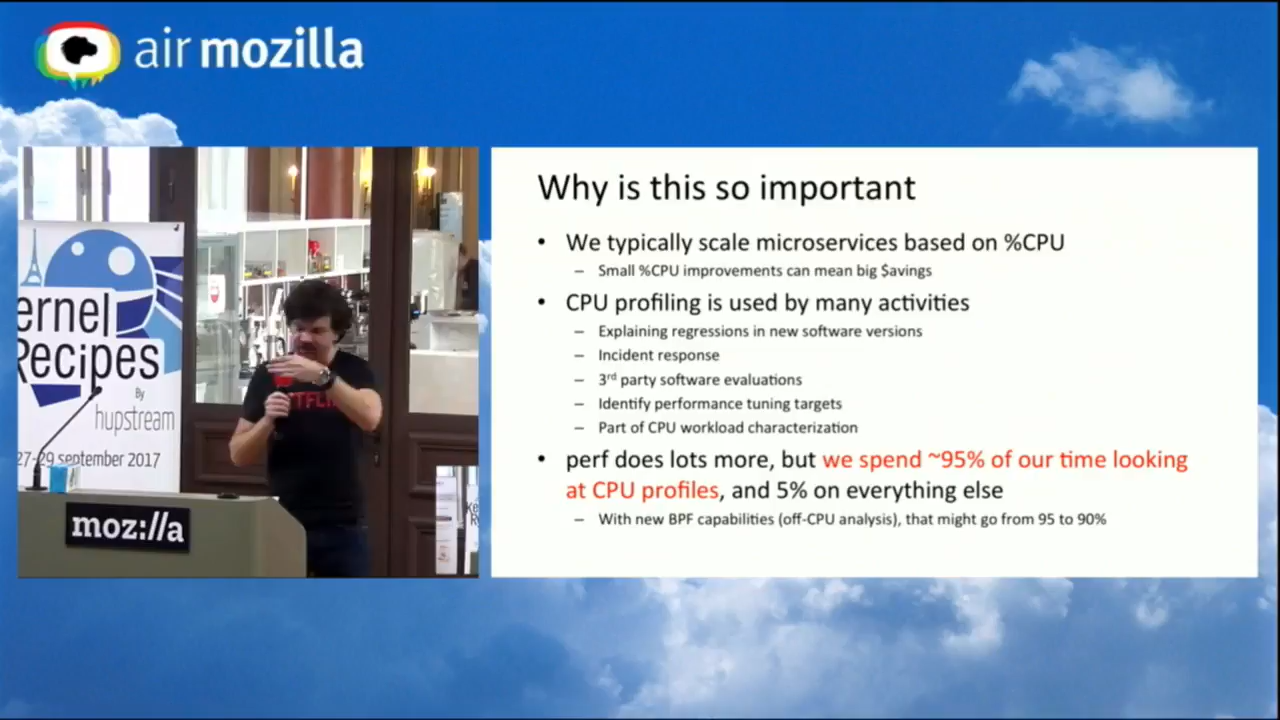 air mozilla
Why is this so important
• We typically scale microservices based on %CPU
– Small %CPU improvements can mean big $avings
• CPU profiling is used by many activities
– Explaining regressions in new software versions
– Incident response
– 3rd party software evaluations
– Identify performance tuning targets
– Part of CPU workload characterization
• perf does lots more, but we spend ~95% of our time looking
at CPU profiles, and 5% on everything else
– With new BPF capabilities (off-CPU analysis), that might go from 95 to 90%
ernel
Recipes
By
hupstream
27-29 september 2017
moz://a